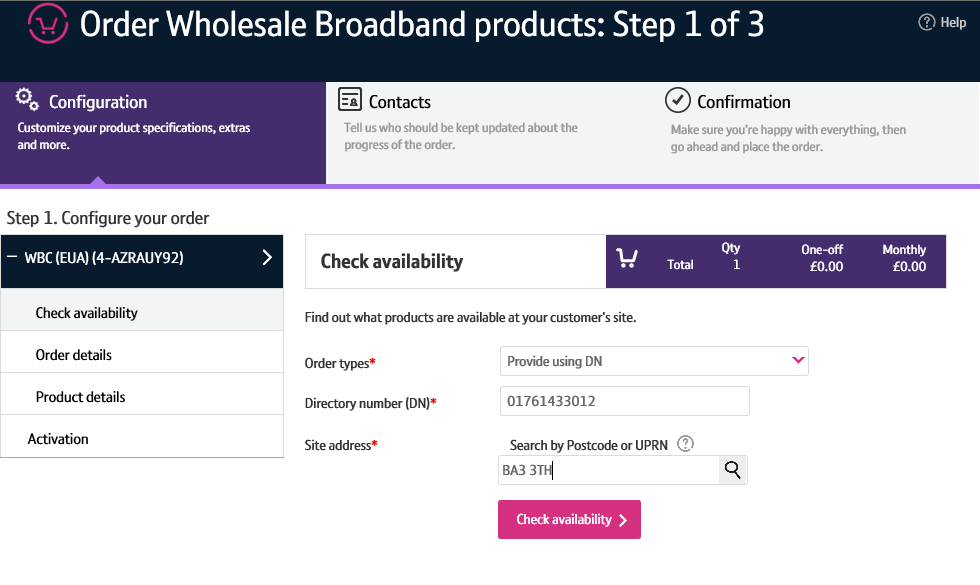 Order Wholesale Broadband products: Step 1 of 3
Help
Configuration
Customize your product specifications, extras
and more.
Contacts
Tell us who should be kept updated about the
progress of the order.
Confirmation
Make sure you're happy with everything, then
go ahead and place the order.
Step 1. Configure your order
WBC (EUA) (4-AZRAUY92)
Check availability
Order details
Product details
Activation
Check availability
Total
Qty
1
One-off
£0.00
Monthly
£0.00
Find out what products are available at your customer's site.
Order types*
Provide using DN
Directory number (DN)*
01761433012
Site address*
Search by Postcode or UPRN
BA3 3TH
Check availability